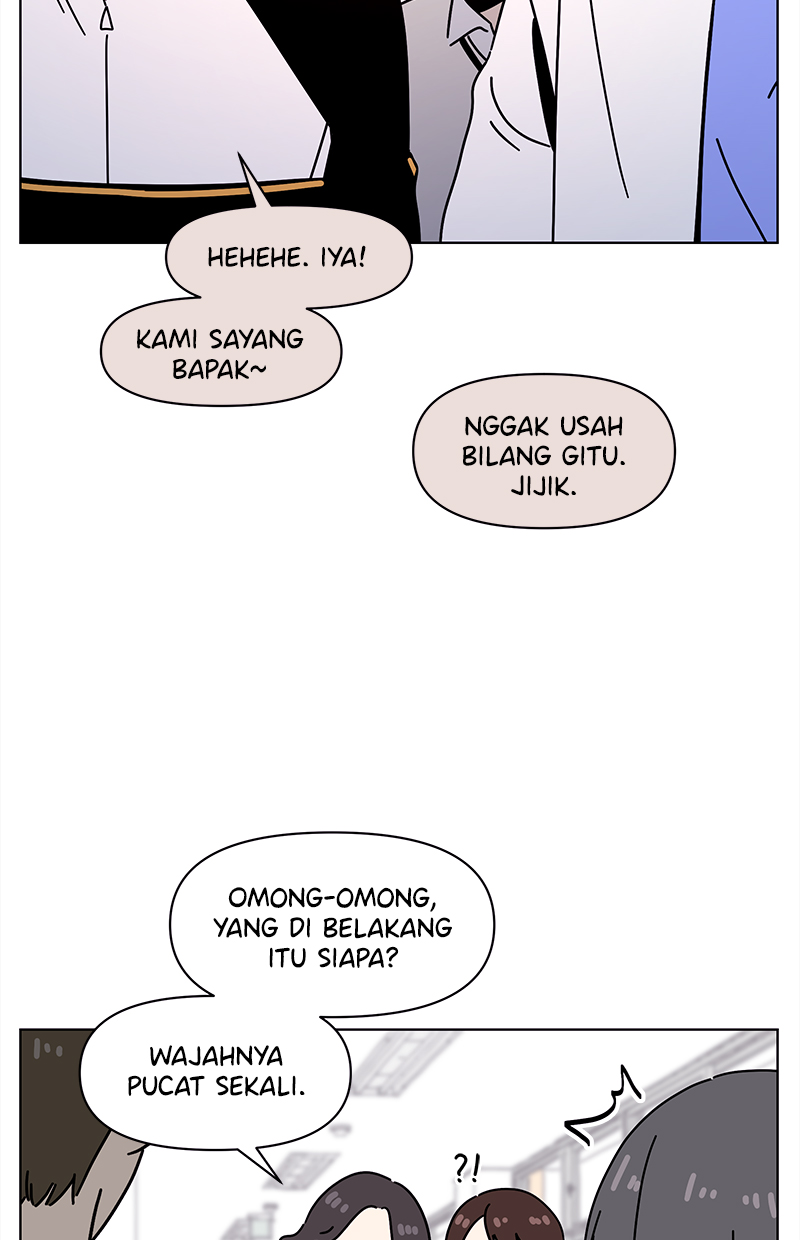 HEHEHE. IYA!
KAMI SAYANG
BAPAK~
NGGAK USAH
BILANG GITU.
JIJIK.
OMONG-OMONG,
YANG DI BELAKANG
ITU SIAPA?
WAJAHNYA
PUCAT SEKALI.
?!